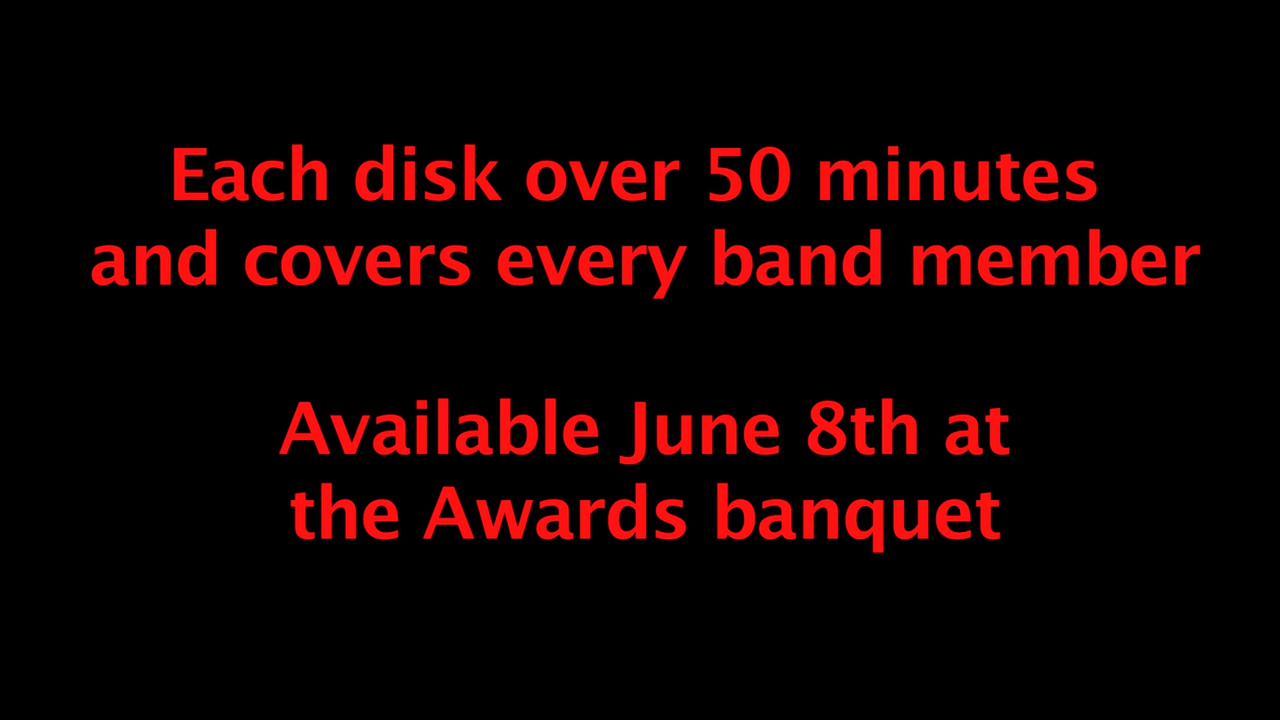 Each disk over 50 minutes
and covers every band member
Available June 8th at
the Awards banquet